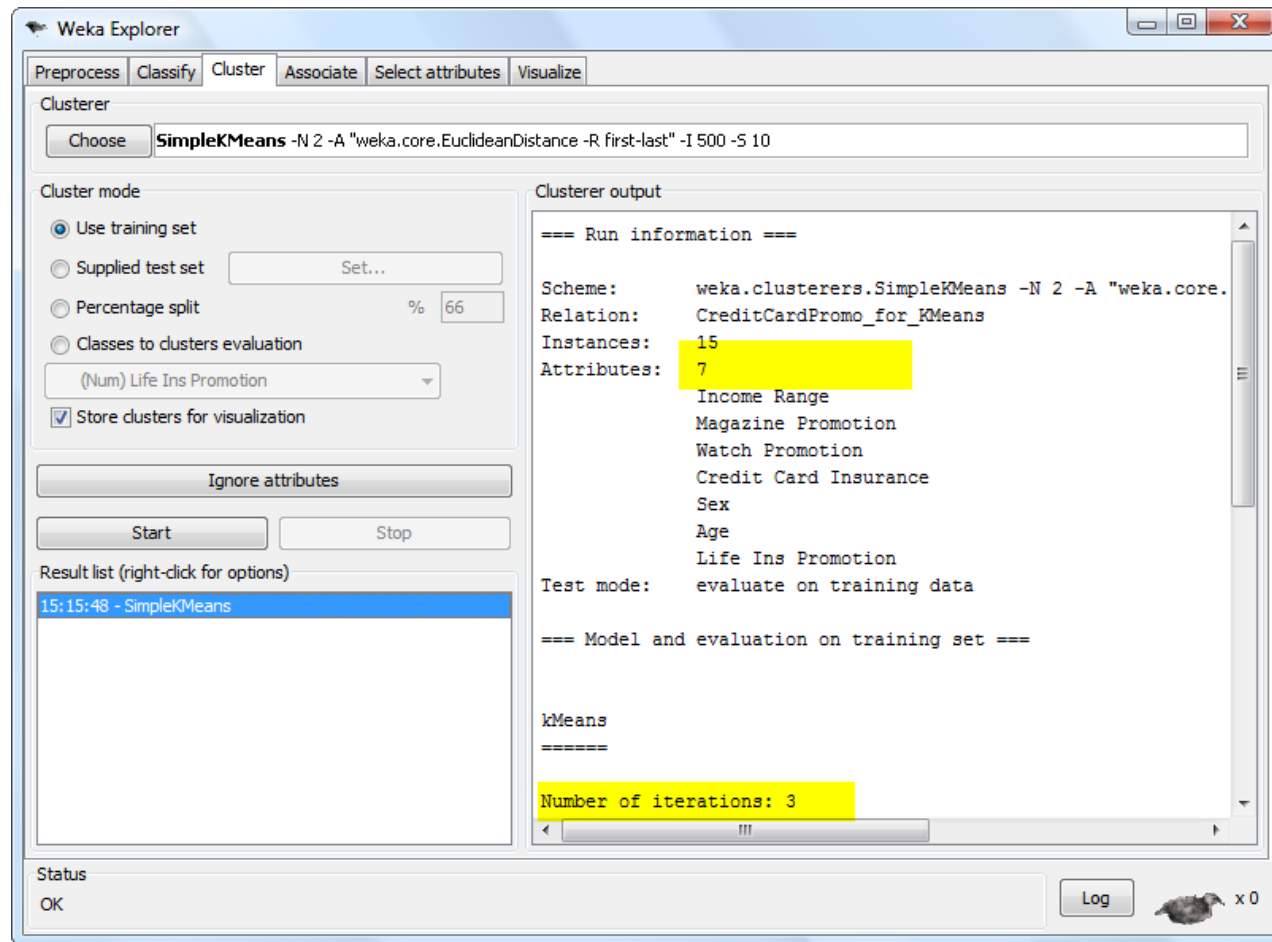 Weka Explorer
Preprocess Classify Cluster Associate Select attributes Visualize
Clusterer
Choose SimpleKMeans -N 2 -A "weka.core.EuclideanDistance -R first-last" -I 500 -S 10
Cluster mode
Use training set
Supplied test set Set...
Percentage split % 66
Classes to clusters evaluation
(Num) Life Ins Promotion
Store clusters for visualization
Ignore attributes
Start Stop
Result list (right-click for options)
15:15:48 - SimpleKMeans
Clusterer output
=== Run information ===
Scheme: weka.clusterers.SimpleKMeans -N 2 -A "weka.core.
Relation: CreditCardPromo_for_KMeans
Instances: 15
Attributes: 7
Income Range
Magazine Promotion
Watch Promotion
Credit Card Insurance
Sex
Age
Life Ins Promotion
Test mode: evaluate on training data
=== Model and evaluation on training set ===
kMeans
======
Number of iterations: 3
Status
OK
Log x 0